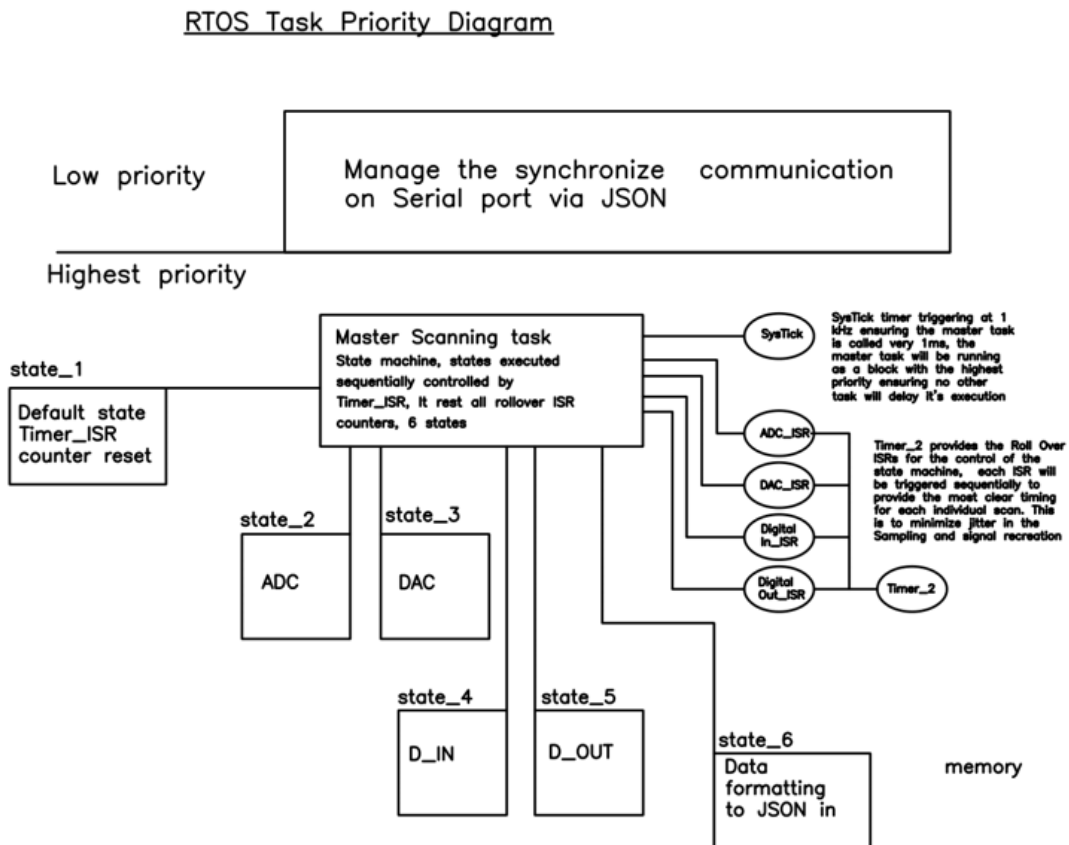 RTOS Task Priority Diagram
Low priority
Manage the synchronize communication
on Serial port via JSON
Highest priority
Master Scanning task
State machine, states executed
sequentially controlled by
Timer_ISR, It rest all rollover ISR
counters, 6 states
SysTick
SysTick timer triggering at 1
kHz ensuring the master task
is called very 1ms, the
master task will be running
as a block with the highest
priority ensuring no other
task will delay it's execution
state_1
Default state
Timer_ISR
counter reset
ADC_ISR
DAC_ISR
Digital
In_ISR
Digital
Out_ISR
Timer_2
Timer_2 provides the Roll Over
ISRs for the control of the
state machine, each ISR will
be triggered sequentially to
provide the most clear timing
for each individual scan. This
is to minimize jitter in the
Sampling and signal recreation
state_2
ADC
state_3
DAC
state_4
D_IN
state_5
D_OUT
state_6
Data
formatting
to JSON in
memory